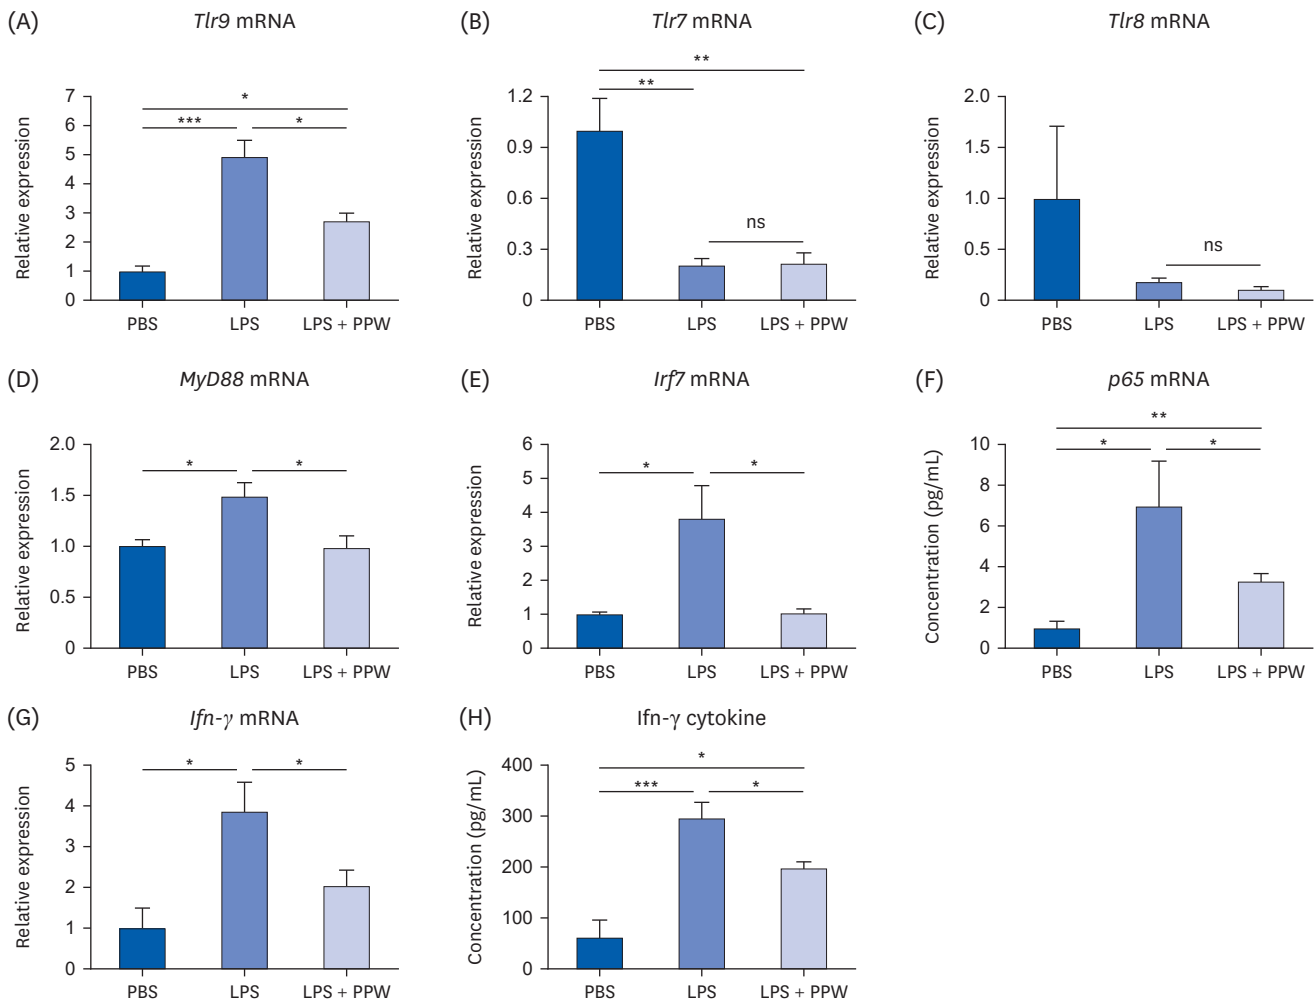 (A)
Tlr9 mRNA
Relative expression
7
6
5
4
3
2
1
0
*
***
*
PBS
LPS
LPS + PPW
(B)
Tlr7 mRNA
Relative expression
1.2
0.9
0.6
0.3
0
**
**
ns
PBS
LPS
LPS + PPW
(C)
Tlr8 mRNA
Relative expression
2.0
1.5
1.0
0.5
0
ns
PBS
LPS
LPS + PPW
(D)
MyD88 mRNA
Relative expression
2.0
1.5
1.0
0.5
0
*
*
PBS
LPS
LPS + PPW
(E)
Irf7 mRNA
Relative expression
6
5
4
3
2
1
0
*
*
PBS
LPS
LPS + PPW
(F)
p65 mRNA
Concentration (pg/mL)
10
8
6
4
2
0
**
*
*
PBS
LPS
LPS + PPW
(G)
Ifn-γ mRNA
Relative expression
5
4
3
2
1
0
*
*
PBS
LPS
LPS + PPW
(H)
Ifn-γ cytokine
Concentration (pg/mL)
400
300
200
100
0
*
***
*
PBS
LPS
LPS + PPW